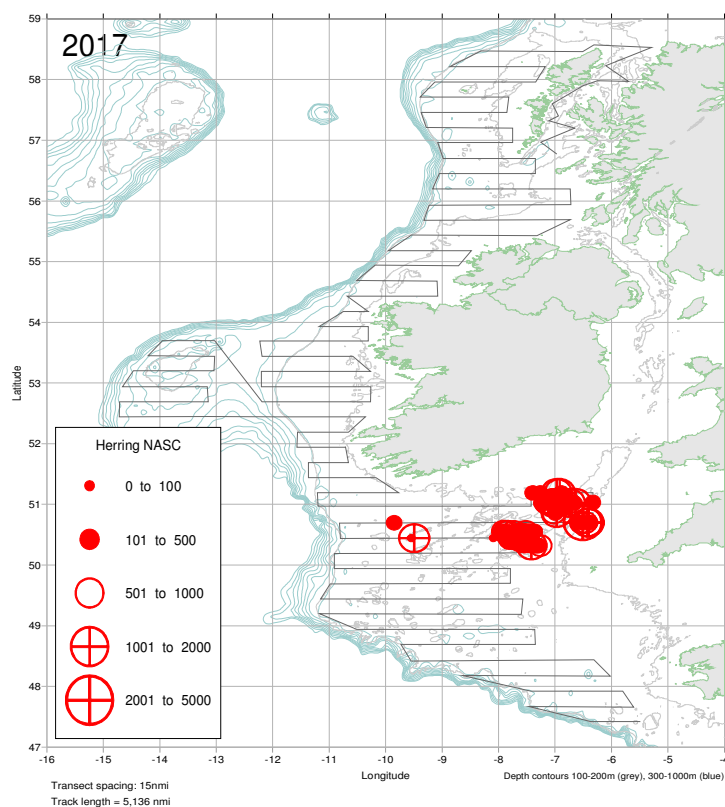 2017
59
58
57
56
55
54
53
52
51
50
49
48
47
Latitude
Herring NASC
0 to 100
101 to 500
501 to 1000
1001 to 2000
2001 to 5000
-16 -15 -14 -13 -12 -11 -10 -9 -8 -7 -6 -5 -4
Longitude
Depth contours 100-200m (grey), 300-1000m (blue)
Transect spacing: 15nmi
Track length = 5,136 nmi